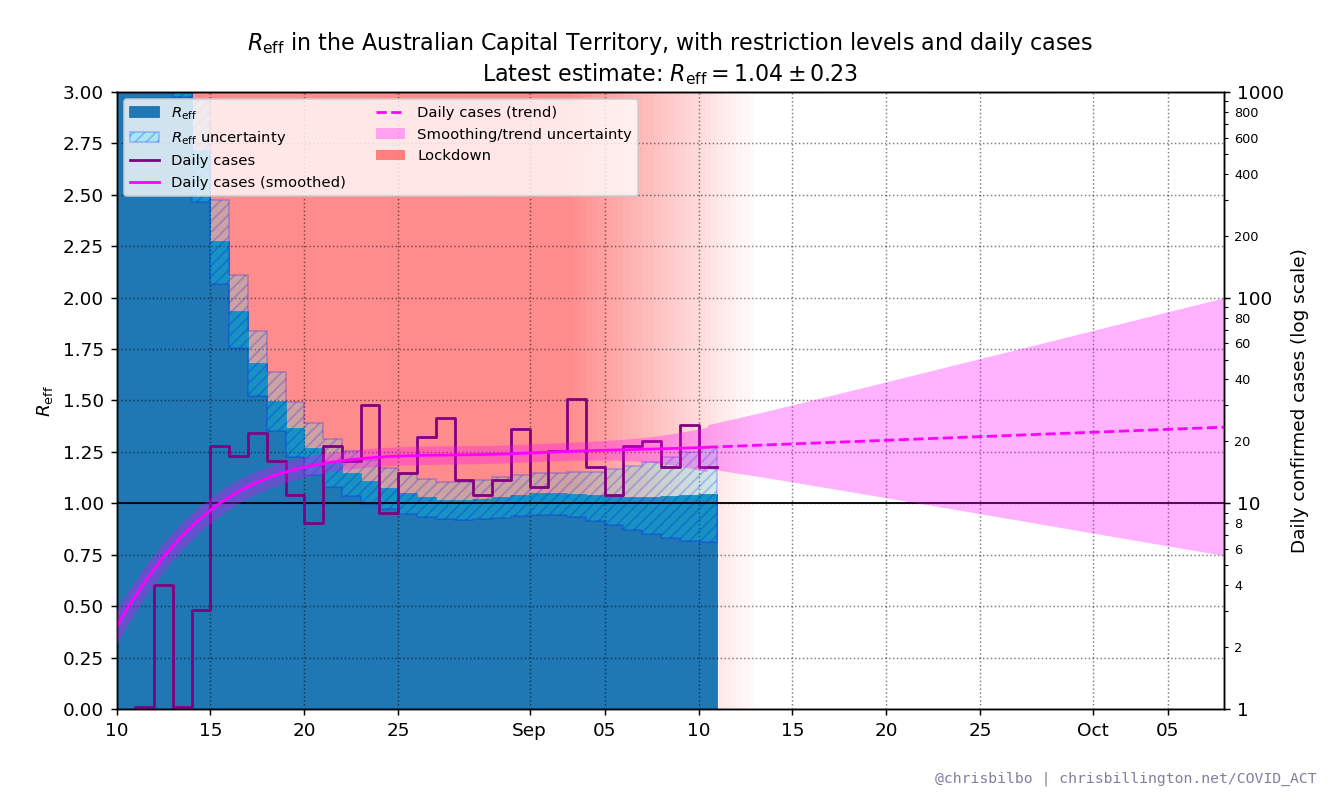 R_eff in the Australian Capital Territory, with restriction levels and daily cases
Latest estimate: R_eff = 1.04 ± 0.23
R_eff
R_eff uncertainty
Daily cases
Daily cases (smoothed)
Daily cases (trend)
Smoothing/trend uncertainty
Lockdown
R_eff
3.00
2.75
2.50
2.25
2.00
1.75
1.50
1.25
1.00
0.75
0.50
0.25
0.00
10
15
20
25
Sep
05
10
15
20
25
Oct
05
1000
800
600
400
200
100
80
60
40
20
10
8
6
4
2
1
Daily confirmed cases (log scale)
@chrisbilbo | chrisbillington.net/COVID_ACT